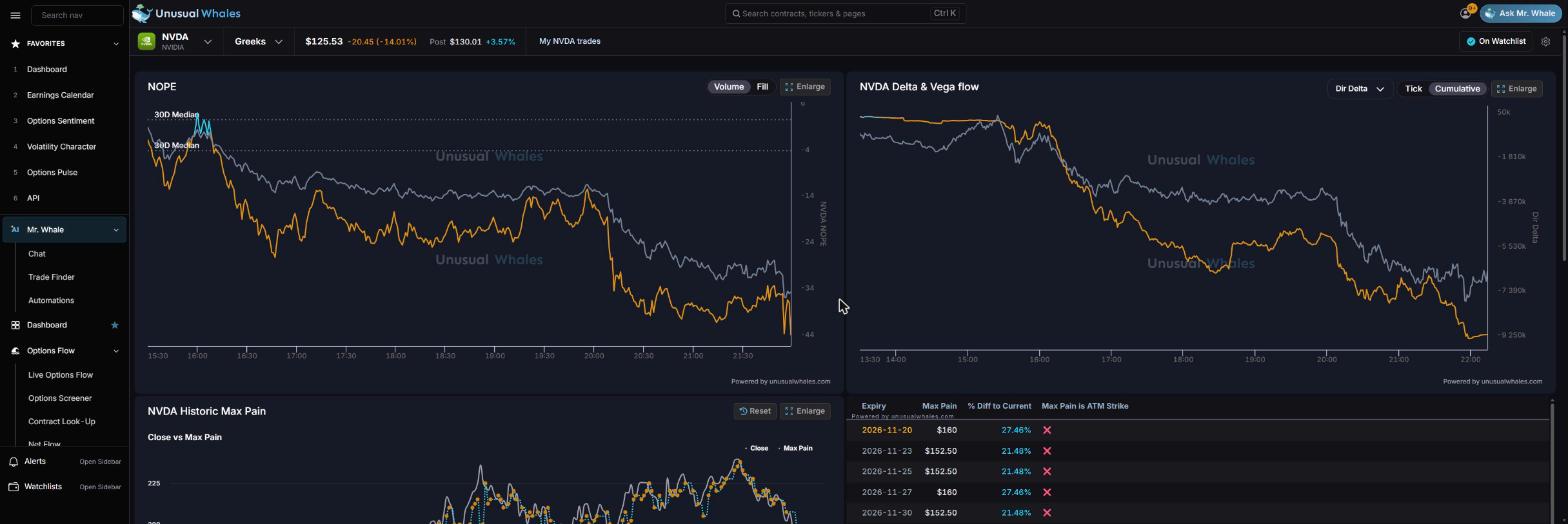 Search nav
Unusual Whales
Search contracts, tickers & pages
Ctrl K
9+
Ask Mr. Whale
FAVORITES
1 Dashboard
2 Earnings Calendar
3 Options Sentiment
4 Volatility Character
5 Options Pulse
6 API
AI Mr. Whale
Chat
Trade Finder
Automations
Dashboard
Options Flow
Live Options Flow
Options Screener
Contract Look-Up
Net Flow
Alerts Open Sidebar
Watchlists Open Sidebar
NVDA
NVIDIA
Greeks
$125.53 -20.45 (-14.01%) Post $130.01 +3.57%
My NVDA trades
On Watchlist
NOPE
Volume Fill
Enlarge
30D Median
30D Median
Unusual Whales
Unusual Whales
6
-4
-14
-24
-34
-44
NVDA NOPE
15:30 16:00 16:30 17:00 17:30 18:00 18:30 19:00 19:30 20:00 20:30 21:00 21:30
Powered by unusualwhales.com
NVDA Delta & Vega flow
Dir Delta
Tick Cumulative
Enlarge
Unusual Whales
Unusual Whales
50k
-1 810k
-3 670k
-5 530k
-7 390k
-9 250k
Dir Delta
13:30 14:00 15:00 16:00 17:00 18:00 19:00 20:00 21:00 22:00
Powered by unusualwhales.com
NVDA Historic Max Pain
Reset
Enlarge
Close vs Max Pain
Close Max Pain
225
200
Expiry Max Pain % Diff to Current Max Pain is ATM Strike
Powered by unusualwhales.com
2026-11-20 $160 27.46%
2026-11-23 $152.50 21.48%
2026-11-25 $152.50 21.48%
2026-11-27 $160 27.46%
2026-11-30 $152.50 21.48%